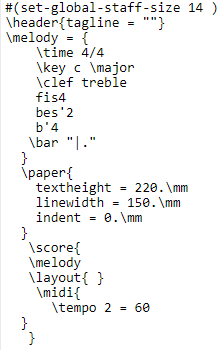 #(set-global-staff-size 14 )
\header{tagline = ""}
\melody = {
\time 4/4
\key c \major
\clef treble
fis4
bes'2
b'4
\bar "|."
}
\paper{
textheight = 220.\mm
linewidth = 150.\mm
indent = 0.\mm
}
\score{
\melody
\layout{ }
\midi{
\tempo 2 = 60
}
}